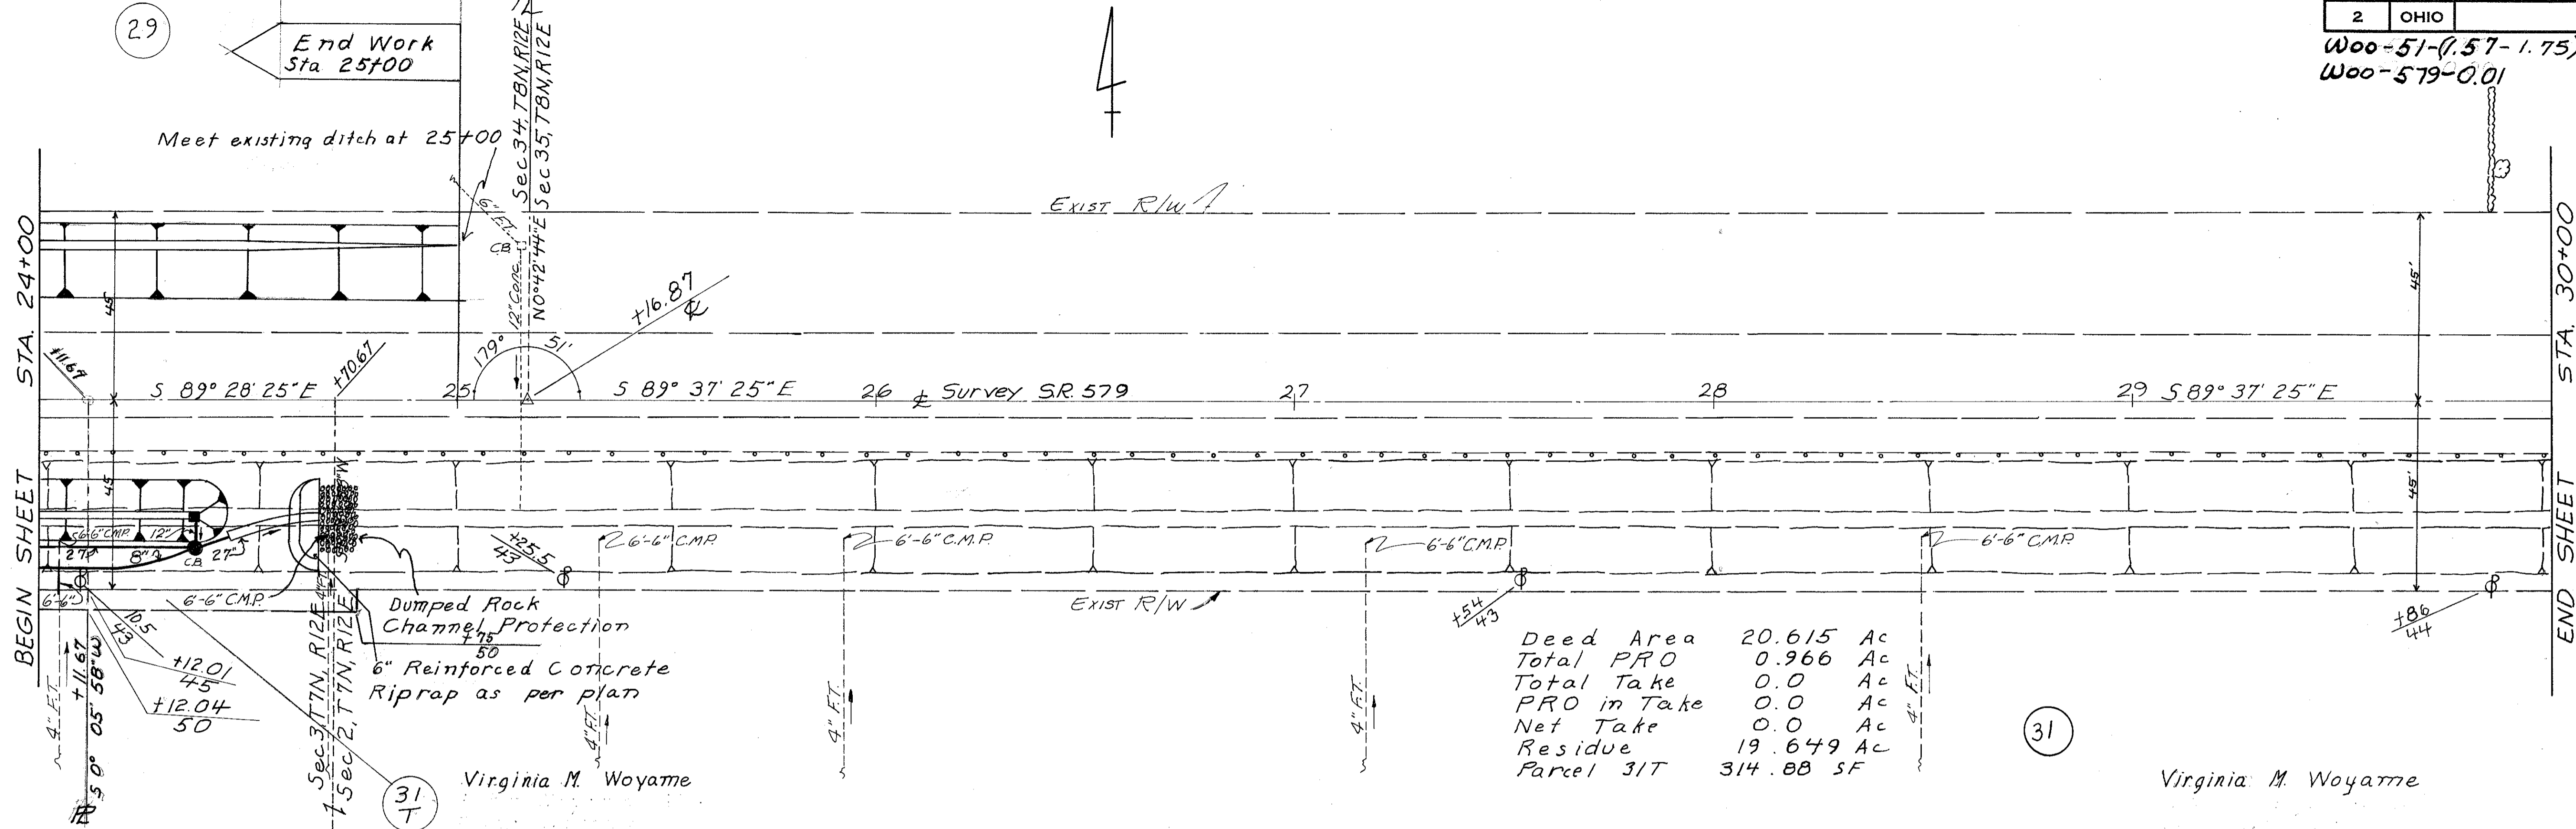 29
End Work
Sta 25+00
2 OHIO
Woo-51-(1.57-1.75)
Woo-579-0.01
Meet existing ditch at 25+00
Sec 34, T8N, R12E
Sec 35, T8N, R12E
N0°42'44"E
6" F.T.
C.B.
12" Conc.
EXIST R/W
BEGIN SHEET STA. 24+00
END SHEET STA. 30+00
45'
45'
45'
45'
+11.67
+70.67
+16.87
℄
179° 51'
S 89° 28' 25" E
25
S 89° 37' 25" E
26
℄ Survey S.R. 579
27
28
29
S 89° 37' 25" E
6'-6" C.M.P.
12"
27"
8"
27"
C.B.
6'-6"
6'-6" C.M.P.
+25.5
43
6'-6" C.M.P.
6'-6" C.M.P.
6'-6" C.M.P.
6'-6" C.M.P.
EXIST R/W
+54
43
+86
44
10.5
43
+12.01
45
+12.04
50
Dumped Rock
Channel Protection
+75
50
6" Reinforced Concrete
Riprap as per plan
4" F.T.
+11.67
S 0° 05' 58" W
Sec 3, T7N, R12E
Sec 2, T7N, R12E
4" F.T.
4" F.T.
4" F.T.
4" F.T.
4" F.T.
Deed Area 20.615 Ac
Total PRO 0.966 Ac
Total Take 0.0 Ac
PRO in Take 0.0 Ac
Net Take 0.0 Ac
Residue 19.649 Ac
Parcel 31T 314.88 SF
31
31
T
Virginia M. Woyame
Virginia M. Woyame